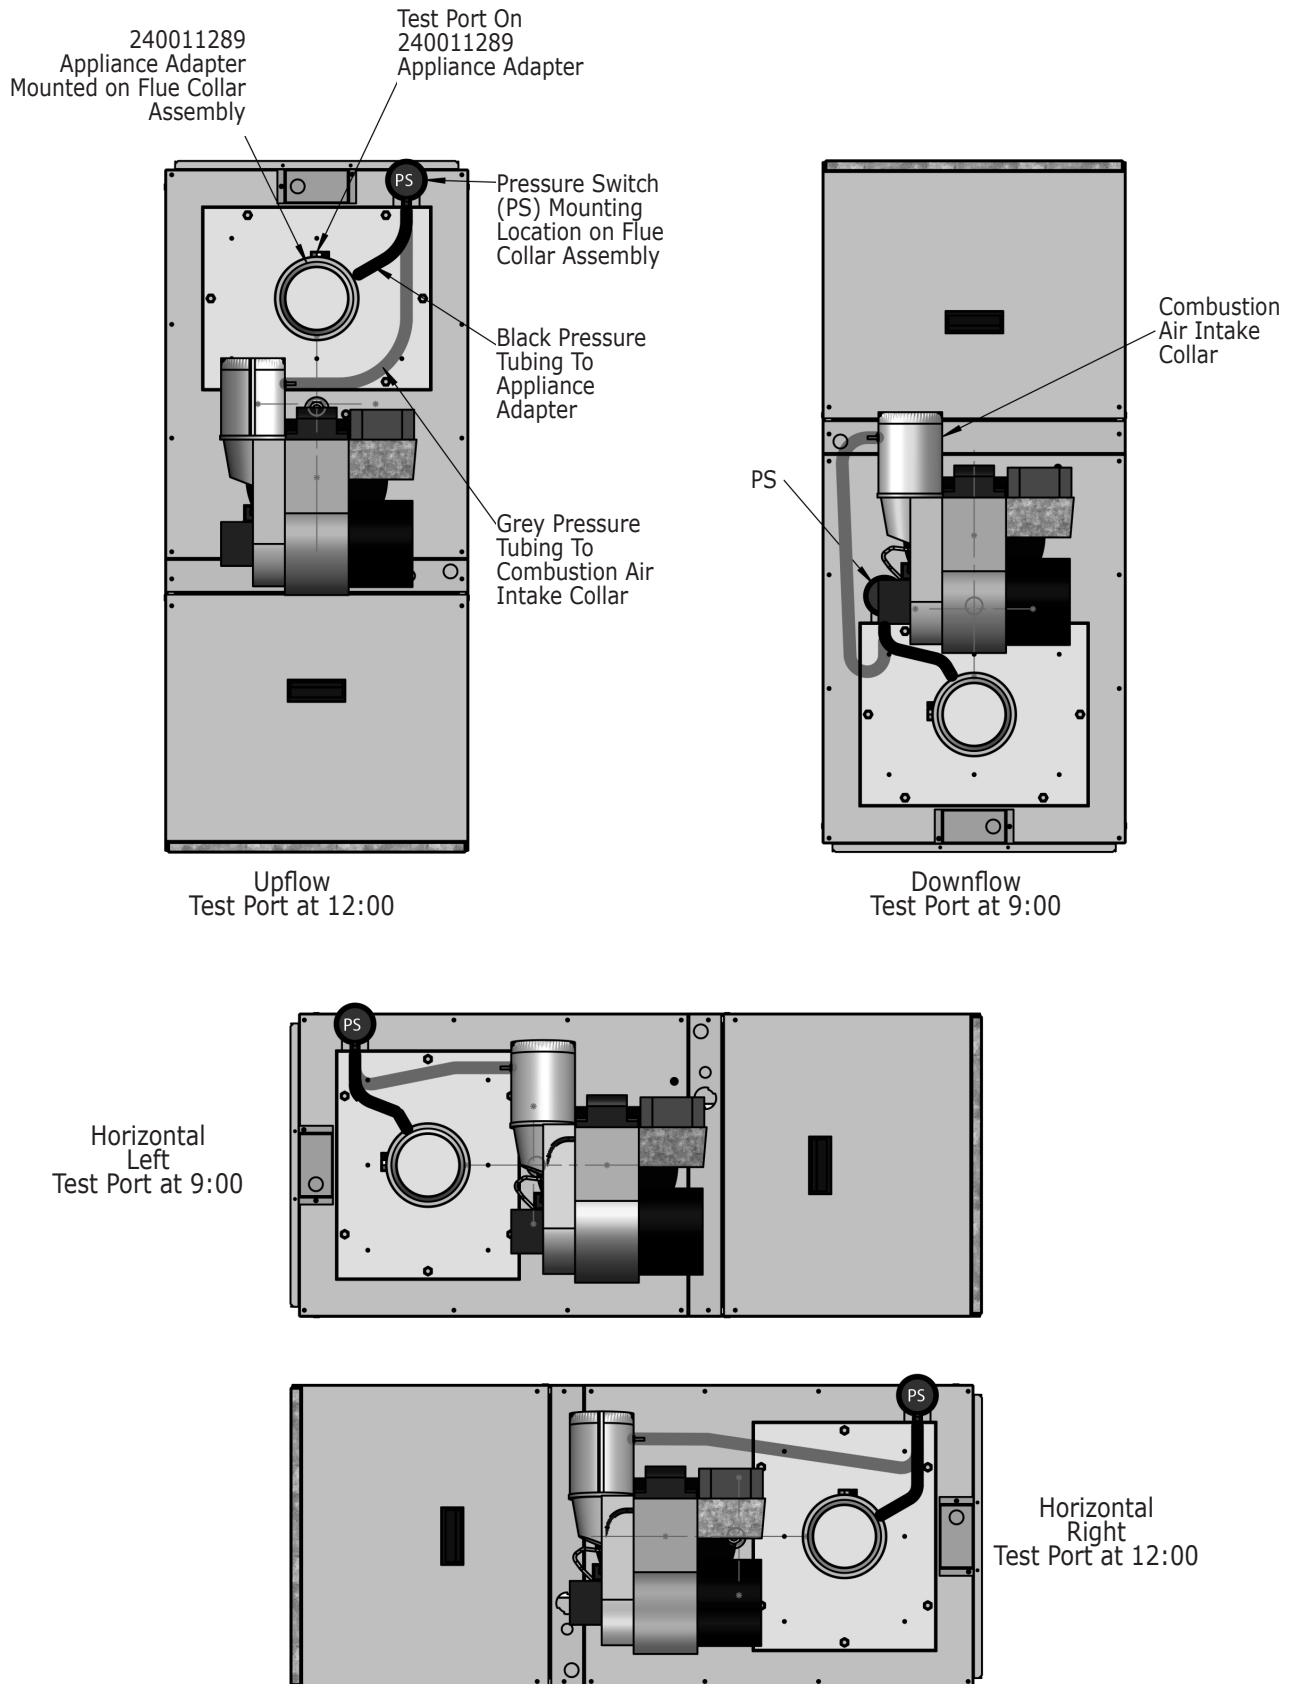 240011289
Appliance Adapter
Mounted on Flue Collar
Assembly
Test Port On
240011289
Appliance Adapter
PS
Pressure Switch
(PS) Mounting
Location on Flue
Collar Assembly
Black Pressure
Tubing To
Appliance
Adapter
Grey Pressure
Tubing To
Combustion Air
Intake Collar
Upflow
Test Port at 12:00
Combustion
Air Intake
Collar
PS
Downflow
Test Port at 9:00
PS
Horizontal
Left
Test Port at 9:00
PS
Horizontal
Right
Test Port at 12:00